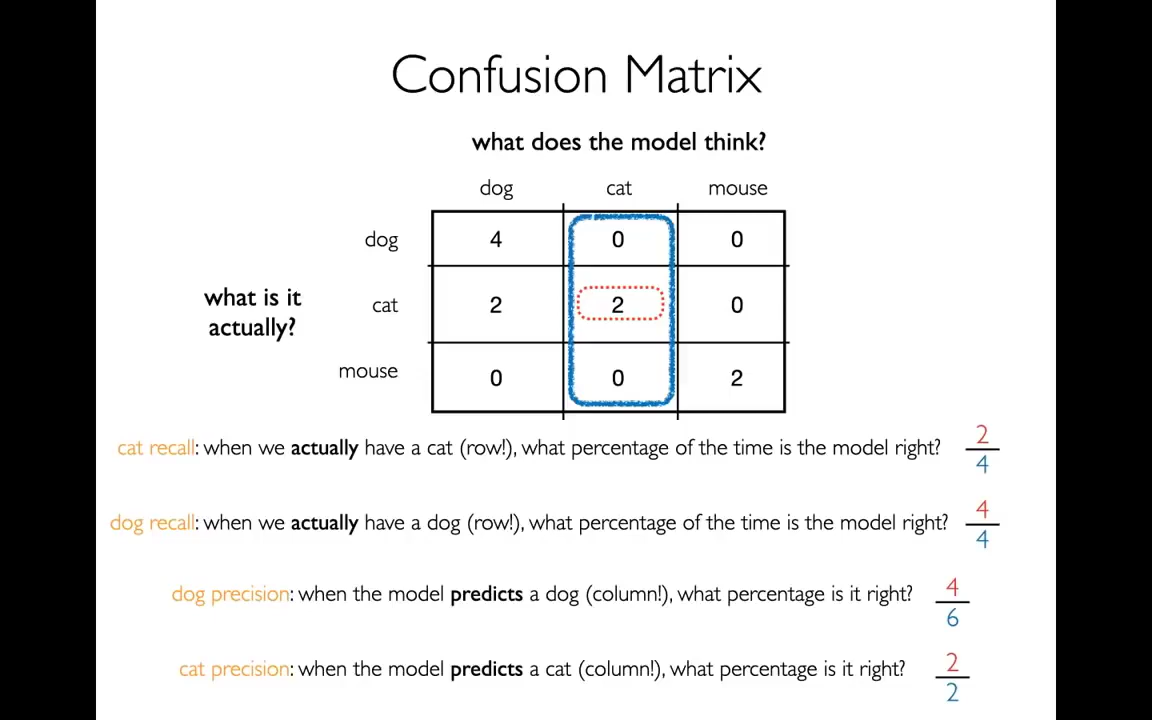 Confusion Matrix
what does the model think?
dog cat mouse
dog 4 0 0
what is it
actually?
cat 2 2 0
mouse 0 0 2
cat recall: when we actually have a cat (row!), what percentage of the time is the model right? 2/4
dog recall: when we actually have a dog (row!), what percentage of the time is the model right? 4/4
dog precision: when the model predicts a dog (column!), what percentage is it right? 4/6
cat precision: when the model predicts a cat (column!), what percentage is it right? 2/2